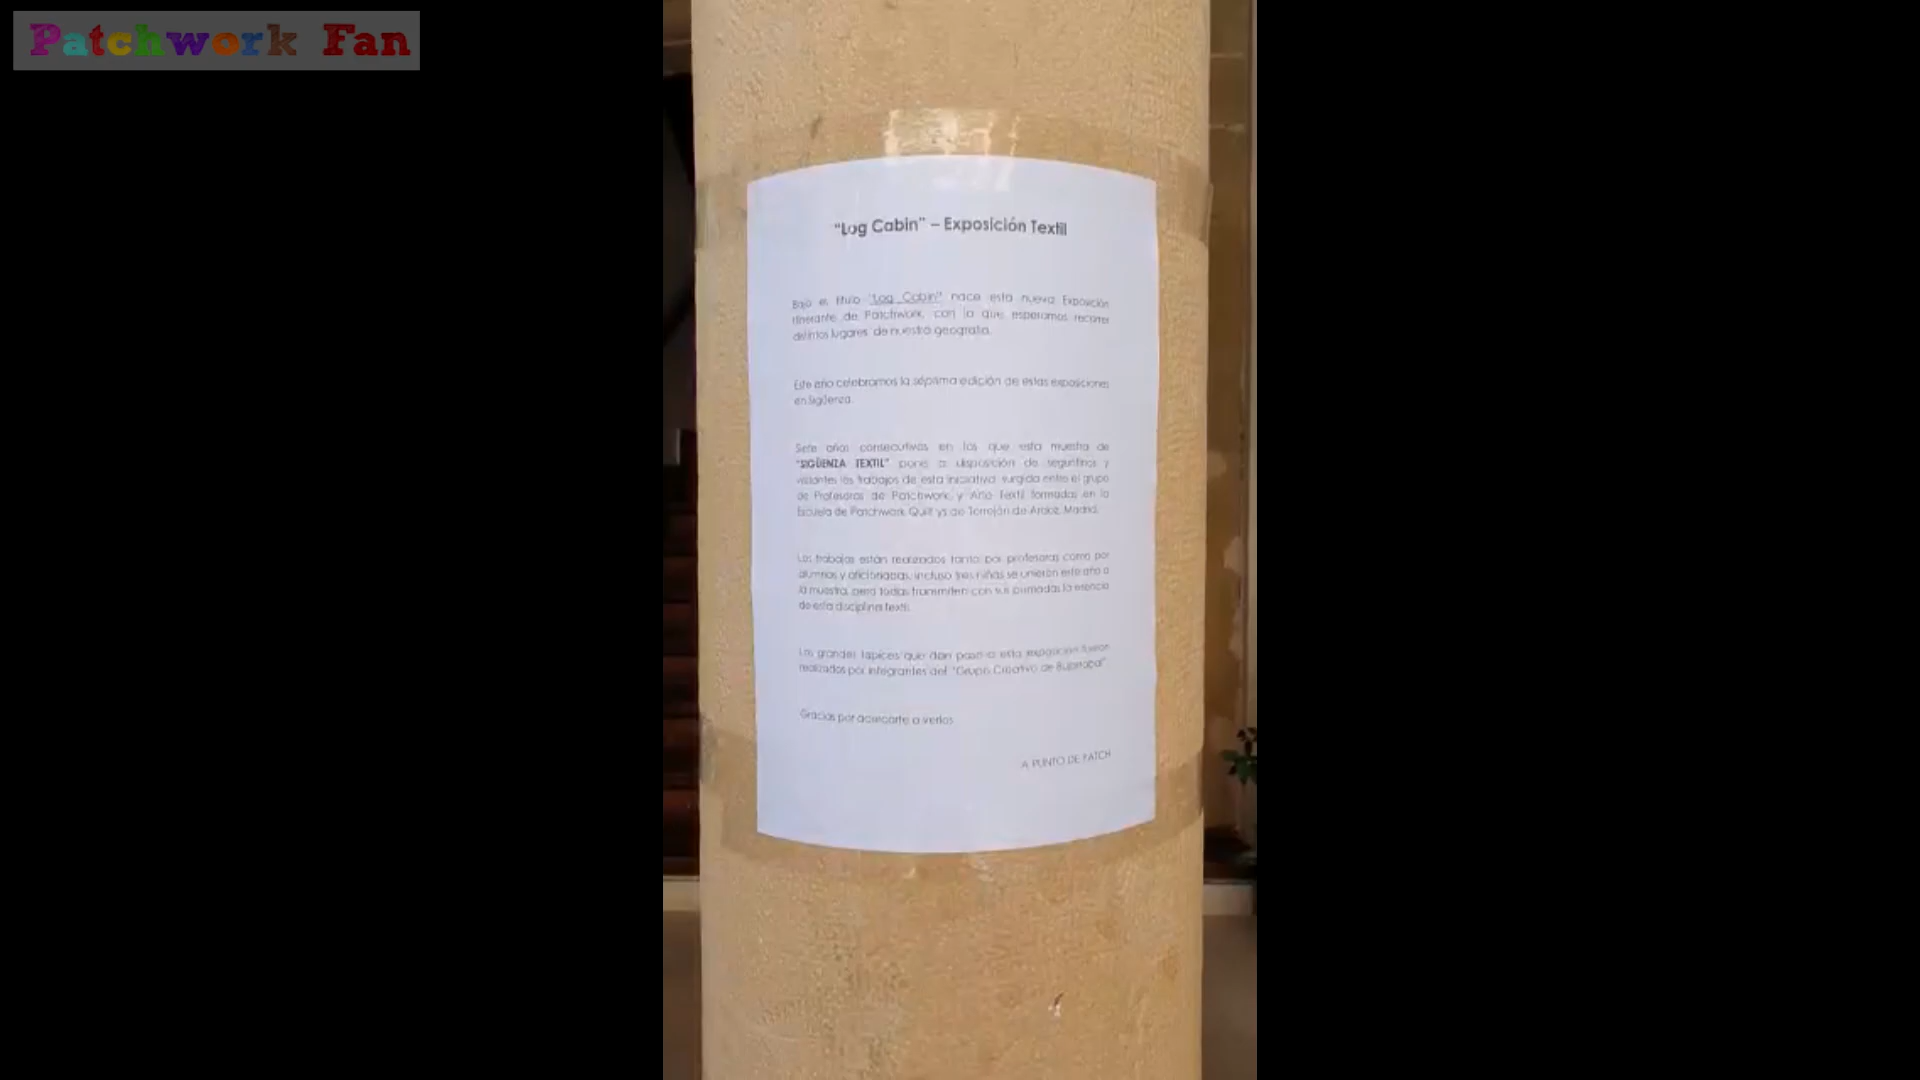 Patchwork Fan
"Log Cabin" – Exposición Textil
Bajo el título "Log Cabin" nace esta nueva Exposición
Itinerante de Patchwork, con la que esperamos recorrer
distintos lugares de nuestra geografía.
Este año celebramos la séptima edición de estas exposiciones
en Sigüenza.
Siete años consecutivos en los que esta muestra de
"SIGÜENZA TEXTIL" pone a disposición de seguntinos y
visitantes los trabajos de esta iniciativa surgida entre el grupo
de Profesoras de Patchwork y Arte Textil formadas en la
Escuela de Patchwork Quilt ys de Torrejón de Ardoz, Madrid.
Los trabajos están realizados tanto por profesoras como por
alumnas y aficionadas, incluso tres niñas se unieron este año a
la muestra, pero todas transmiten con sus puntadas la esencia
de esta disciplina textil.
Los grandes tapices que dan paso a esta exposición fueron
realizados por integrantes del "Grupo Creativo de Bujarrabal"
Gracias por acercarte a verlos.
A PUNTO DE PATCH